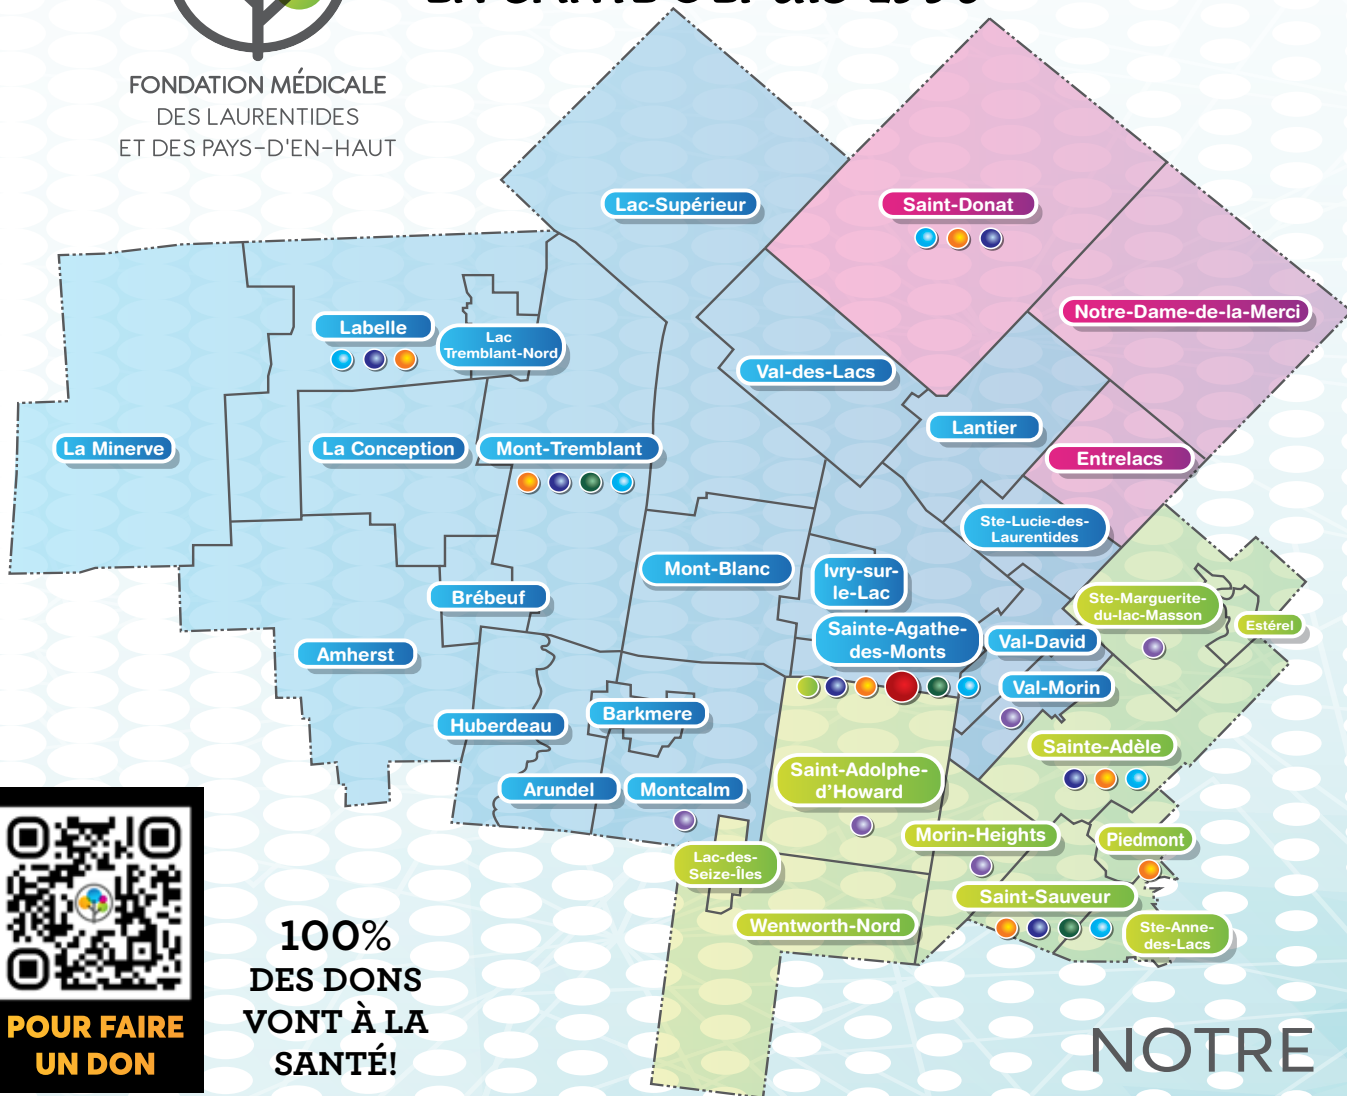 EN SANTÉ DEPUIS 1990
FONDATION MÉDICALE
DES LAURENTIDES
ET DES PAYS-D'EN-HAUT
Lac-Supérieur
Saint-Donat
Notre-Dame-de-la-Merci
Labelle
Lac
Tremblant-Nord
Val-des-Lacs
Lantier
La Minerve
La Conception
Mont-Tremblant
Entrelacs
Ste-Lucie-des-
Laurentides
Mont-Blanc
Ivry-sur-
le-Lac
Brébeuf
Ste-Marguerite-
du-lac-Masson
Estérel
Sainte-Agathe-
des-Monts
Val-David
Amherst
Val-Morin
Huberdeau
Barkmere
Sainte-Adèle
Saint-Adolphe-
d'Howard
Arundel
Montcalm
Morin-Heights
Piedmont
Lac-des-
Seize-Îles
Saint-Sauveur
Wentworth-Nord
Ste-Anne-
des-Lacs
100%
DES DONS
VONT À LA
SANTÉ!
POUR FAIRE
UN DON
NOTRE